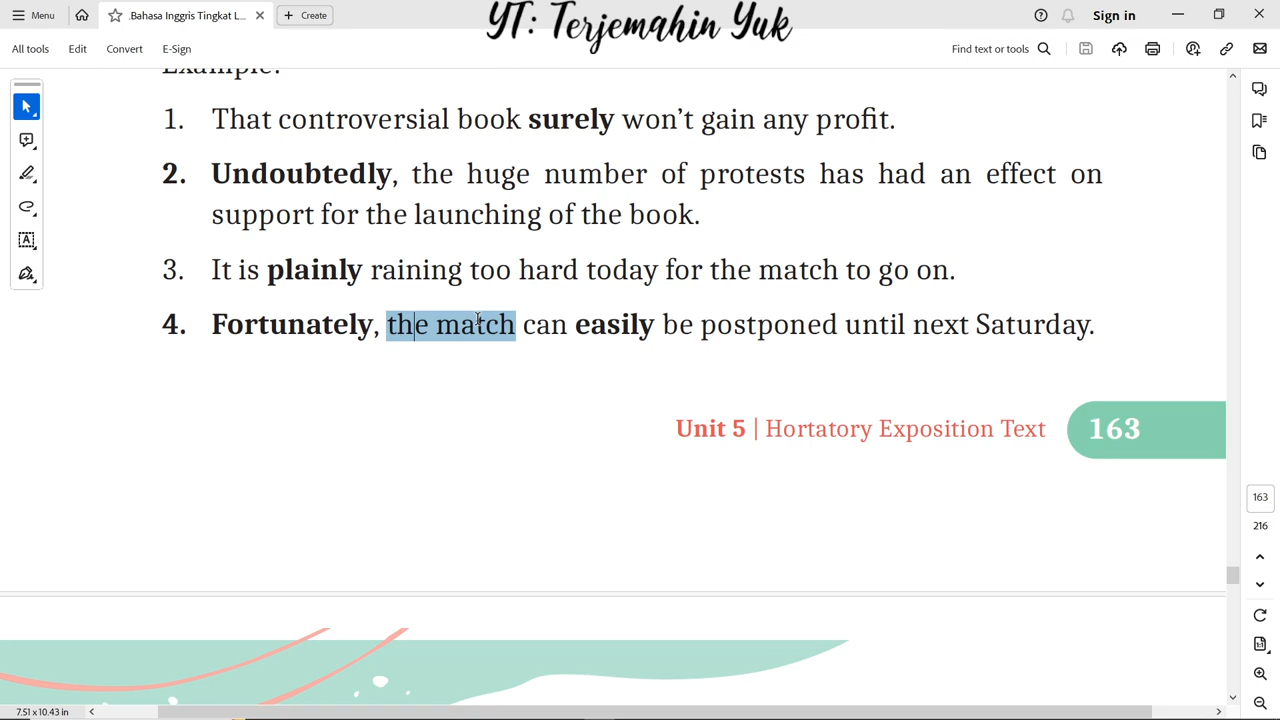 Menu
.Bahasa Inggris Tingkat L...
Create
YT: Terjemahin Yuk
Sign in
All tools
Edit
Convert
E-Sign
Find text or tools
Example:
1. That controversial book surely won't gain any profit.
2. Undoubtedly, the huge number of protests has had an effect on
support for the launching of the book.
3. It is plainly raining too hard today for the match to go on.
4. Fortunately, the match can easily be postponed until next Saturday.
Unit 5 | Hortatory Exposition Text 163
163
216
7.51 x 10.43 in